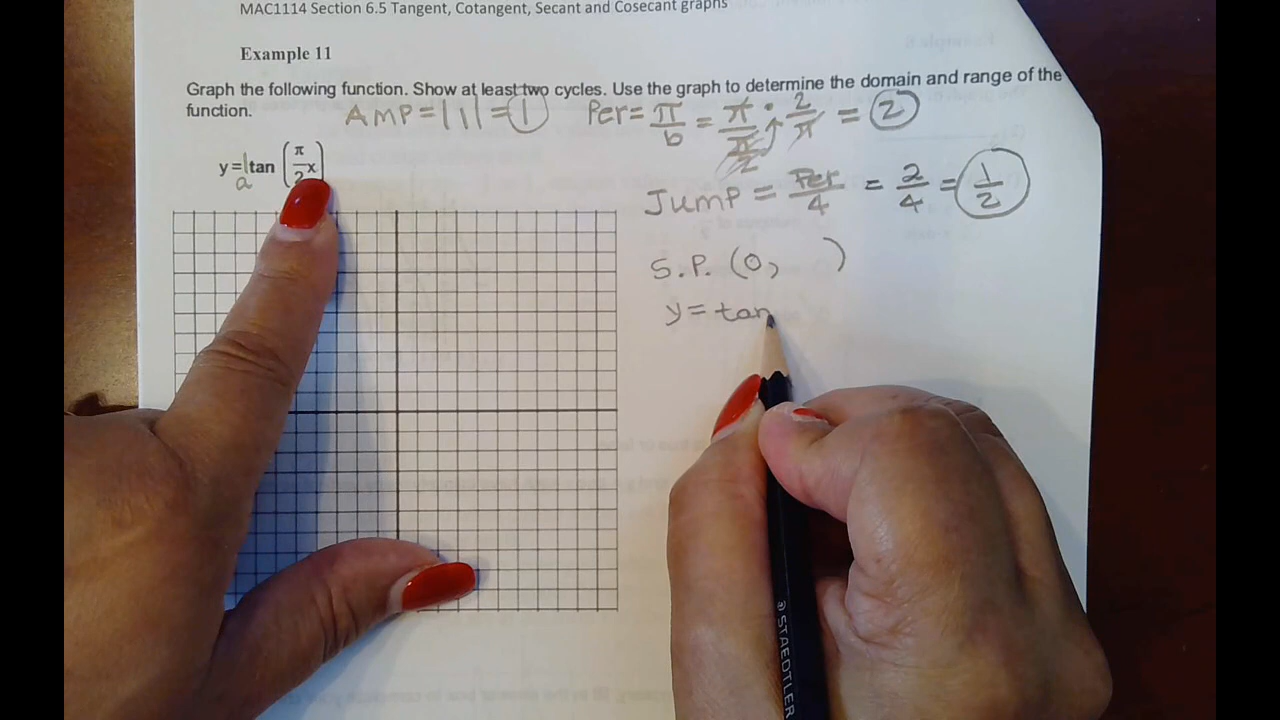 MAC1114 Section 6.5 Tangent, Cotangent, Secant and Cosecant graphs
Example 11
Graph the following function. Show at least two cycles. Use the graph to determine the domain and range of the
function.
AMP = |1| = 1
Per = π/b = π/(π/2) · 2/π = 2
y = 1 tan (π/2 x)
a
Jump = Per/4 = 2/4 = 1/2
S.P. (0, )
y = tan
STAEDTLER